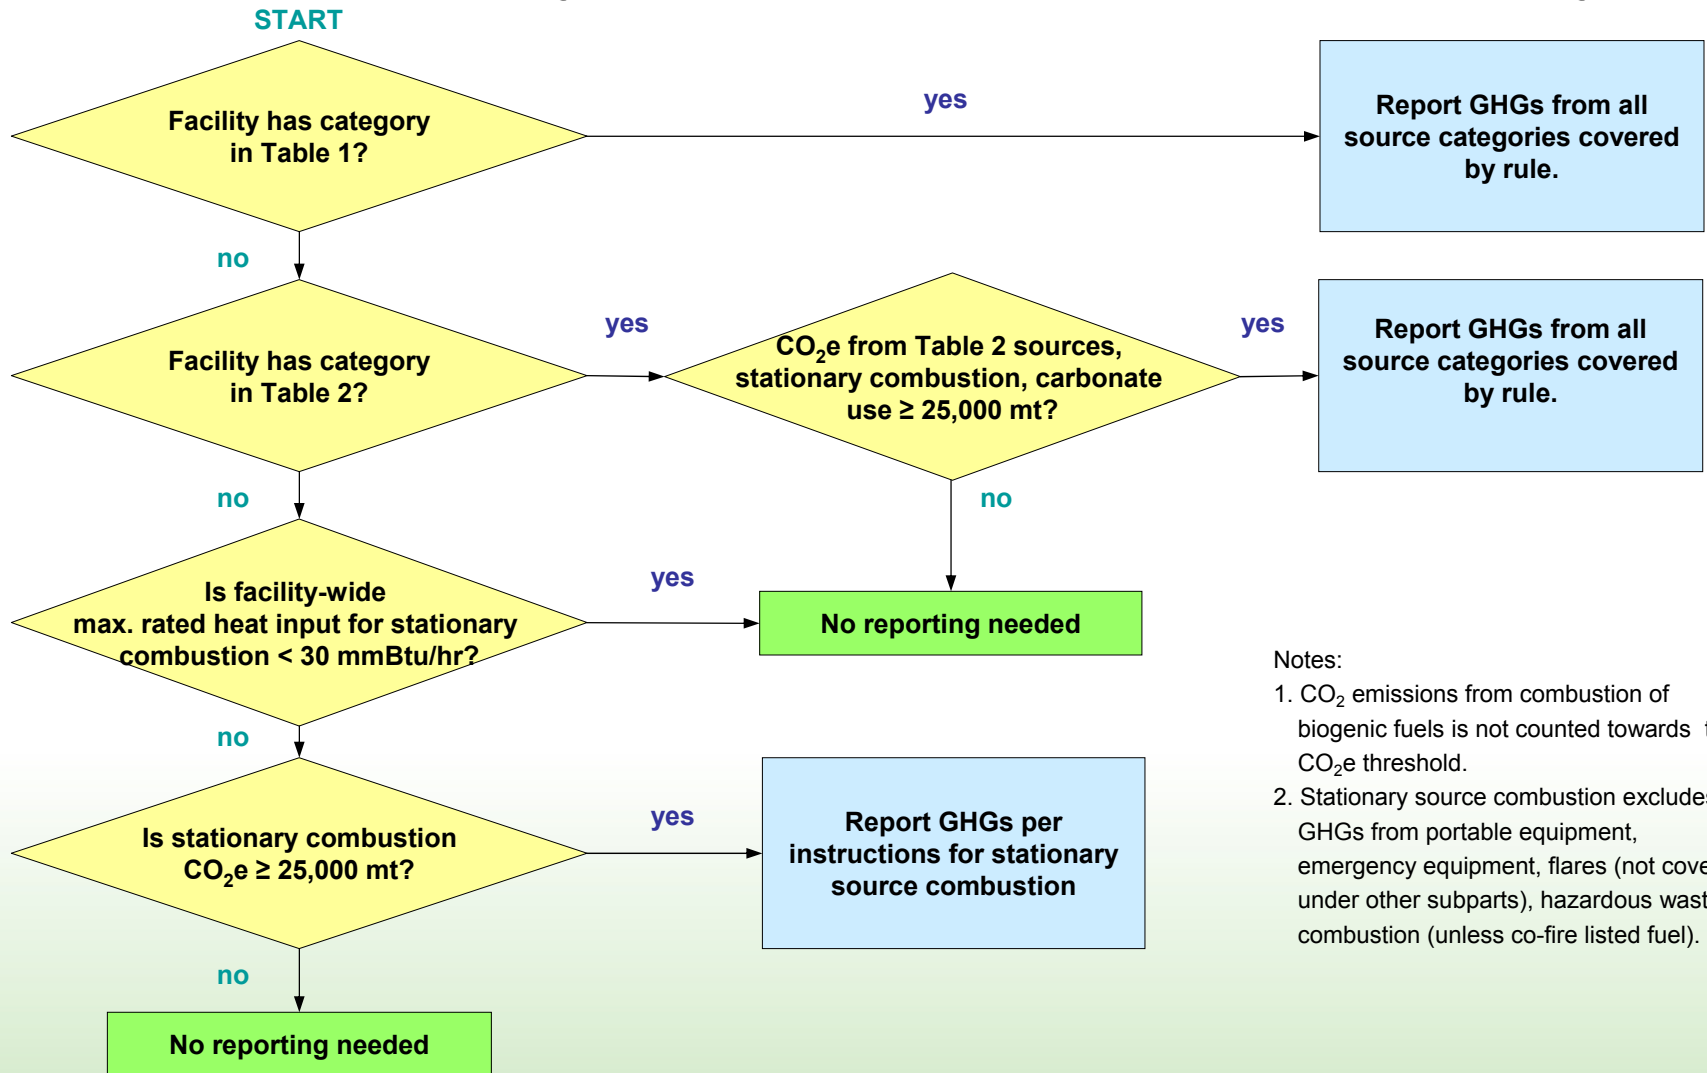 START
Facility has category
in Table 1?
yes
Report GHGs from all
source categories covered
by rule.
no
Facility has category
in Table 2?
yes
CO₂e from Table 2 sources,
stationary combustion, carbonate
use ≥ 25,000 mt?
yes
Report GHGs from all
source categories covered
by rule.
no
no
Is facility-wide
max. rated heat input for stationary
combustion < 30 mmBtu/hr?
yes
No reporting needed
no
Is stationary combustion
CO₂e ≥ 25,000 mt?
yes
Report GHGs per
instructions for stationary
source combustion
no
No reporting needed
Notes:
1. CO₂ emissions from combustion of
biogenic fuels is not counted towards
CO₂e threshold.
2. Stationary source combustion excludes
GHGs from portable equipment,
emergency equipment, flares (not
under other subparts), hazardous
combustion (unless co-fire listed fuel).